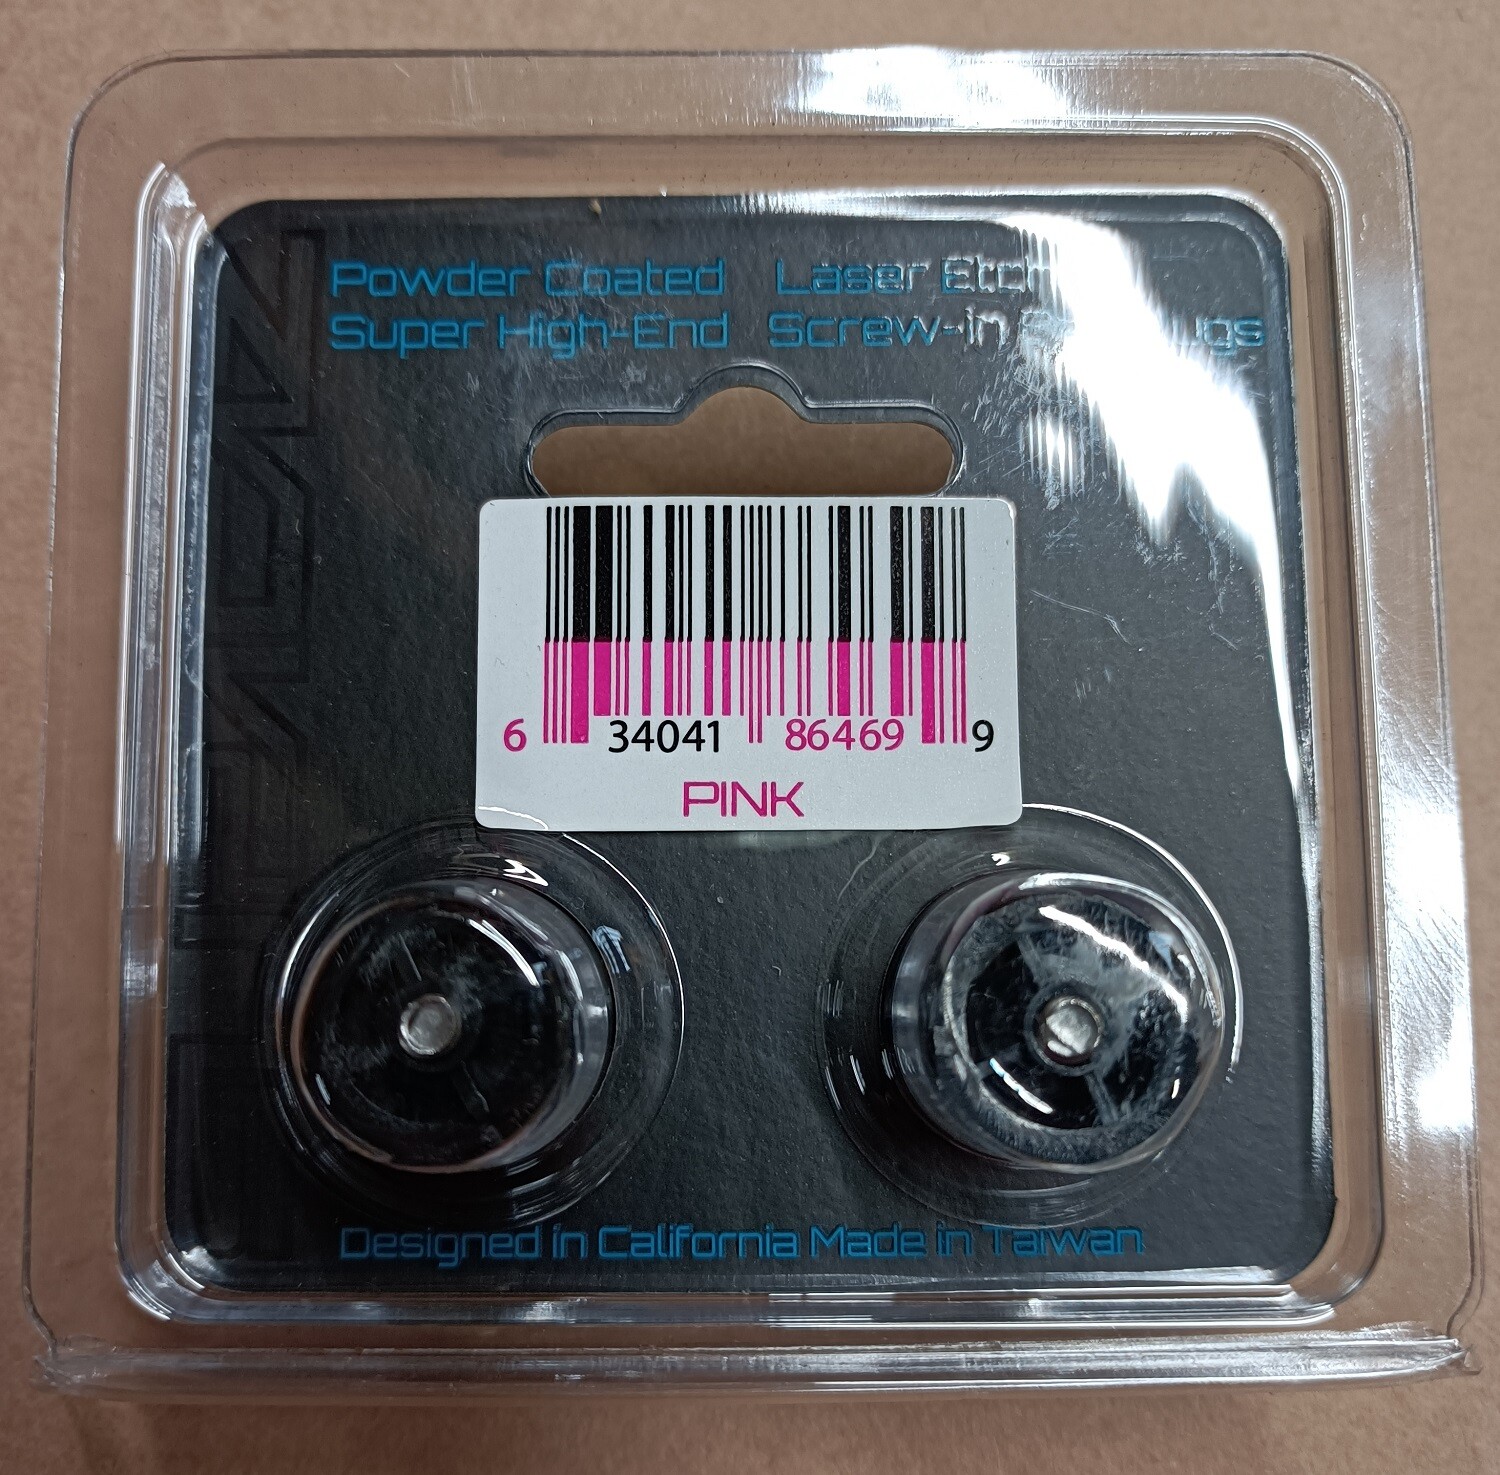 Powder Coated Laser
Super High-End Screw-in
6 34041 86469 9
PINK
Designed in California Made in Taiwan